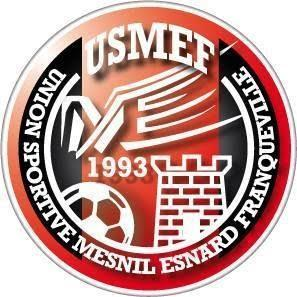 USMEF
1993
UNION SPORTIVE MESNIL ESNARD FRANQUEVILLE